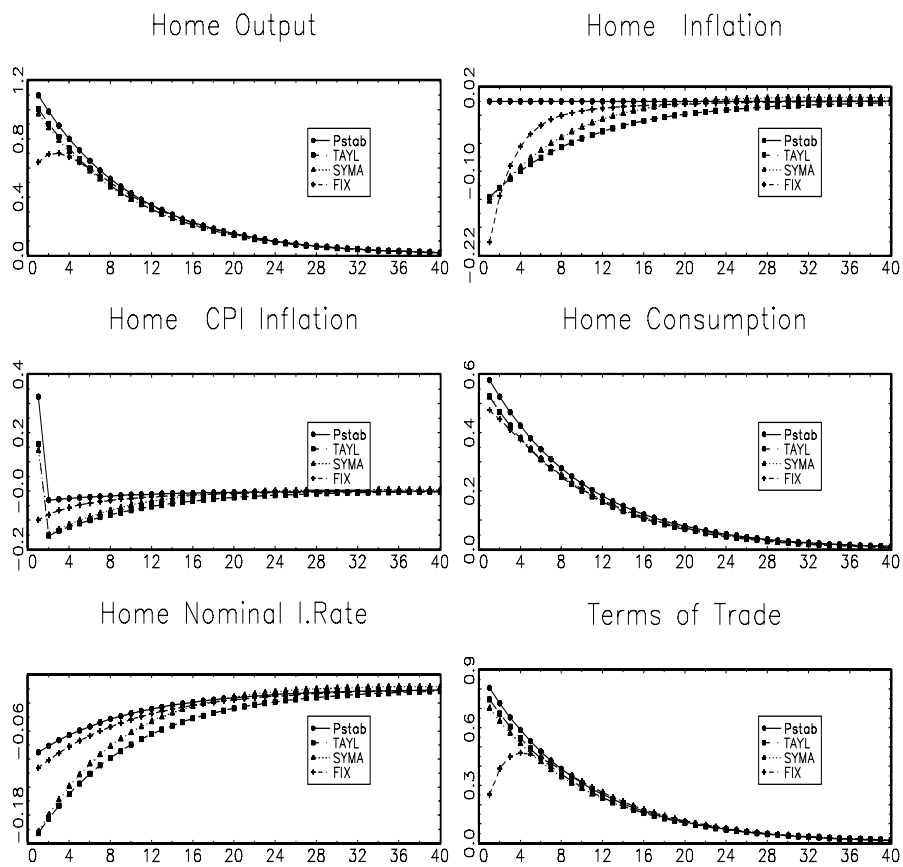 Home Output
1.2
0.8
0.4
0.0
Pstab
TAYL
SYMA
FIX
0 4 8 12 16 20 24 28 32 36 40
Home Inflation
0.02
-0.10
-0.22
Pstab
TAYL
SYMA
FIX
0 4 8 12 16 20 24 28 32 36 40
Home CPI Inflation
0.4
0.2
-0.0
-0.2
Pstab
TAYL
SYMA
FIX
0 4 8 12 16 20 24 28 32 36 40
Home Consumption
0.6
0.4
0.2
0.0
Pstab
TAYL
SYMA
FIX
0 4 8 12 16 20 24 28 32 36 40
Home Nominal I.Rate
-0.06
-0.18
Pstab
TAYL
SYMA
FIX
0 4 8 12 16 20 24 28 32 36 40
Terms of Trade
0.9
0.6
0.3
0.0
Pstab
TAYL
SYMA
FIX
0 4 8 12 16 20 24 28 32 36 40